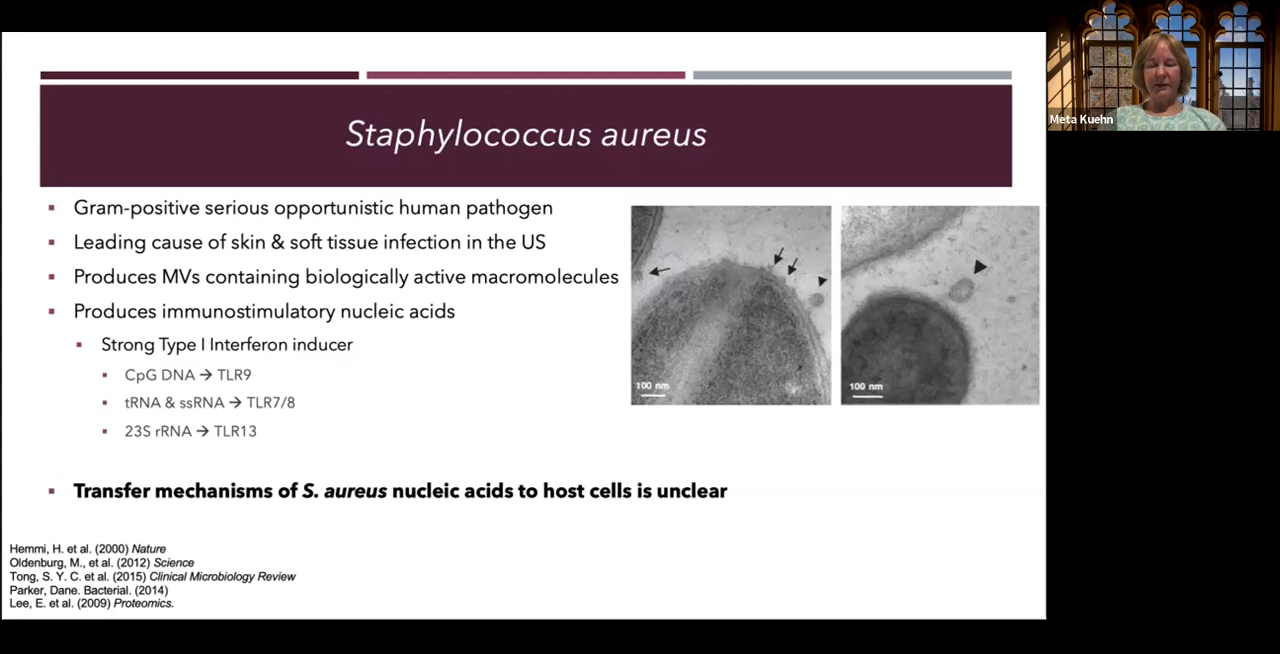 Staphylococcus aureus
Gram-positive serious opportunistic human pathogen
Leading cause of skin & soft tissue infection in the US
Produces MVs containing biologically active macromolecules
Produces immunostimulatory nucleic acids
Strong Type I Interferon inducer
CpG DNA → TLR9
tRNA & ssRNA → TLR7/8
23S rRNA → TLR13
Transfer mechanisms of S. aureus nucleic acids to host cells is unclear
100 nm
100 nm
Hemmi, H. et al. (2000) Nature
Oldenburg, M., et al. (2012) Science
Tong, S. Y. C. et al. (2015) Clinical Microbiology Review
Parker, Dane. Bacterial. (2014)
Lee, E. et al. (2009) Proteomics.
Meta Kuehn